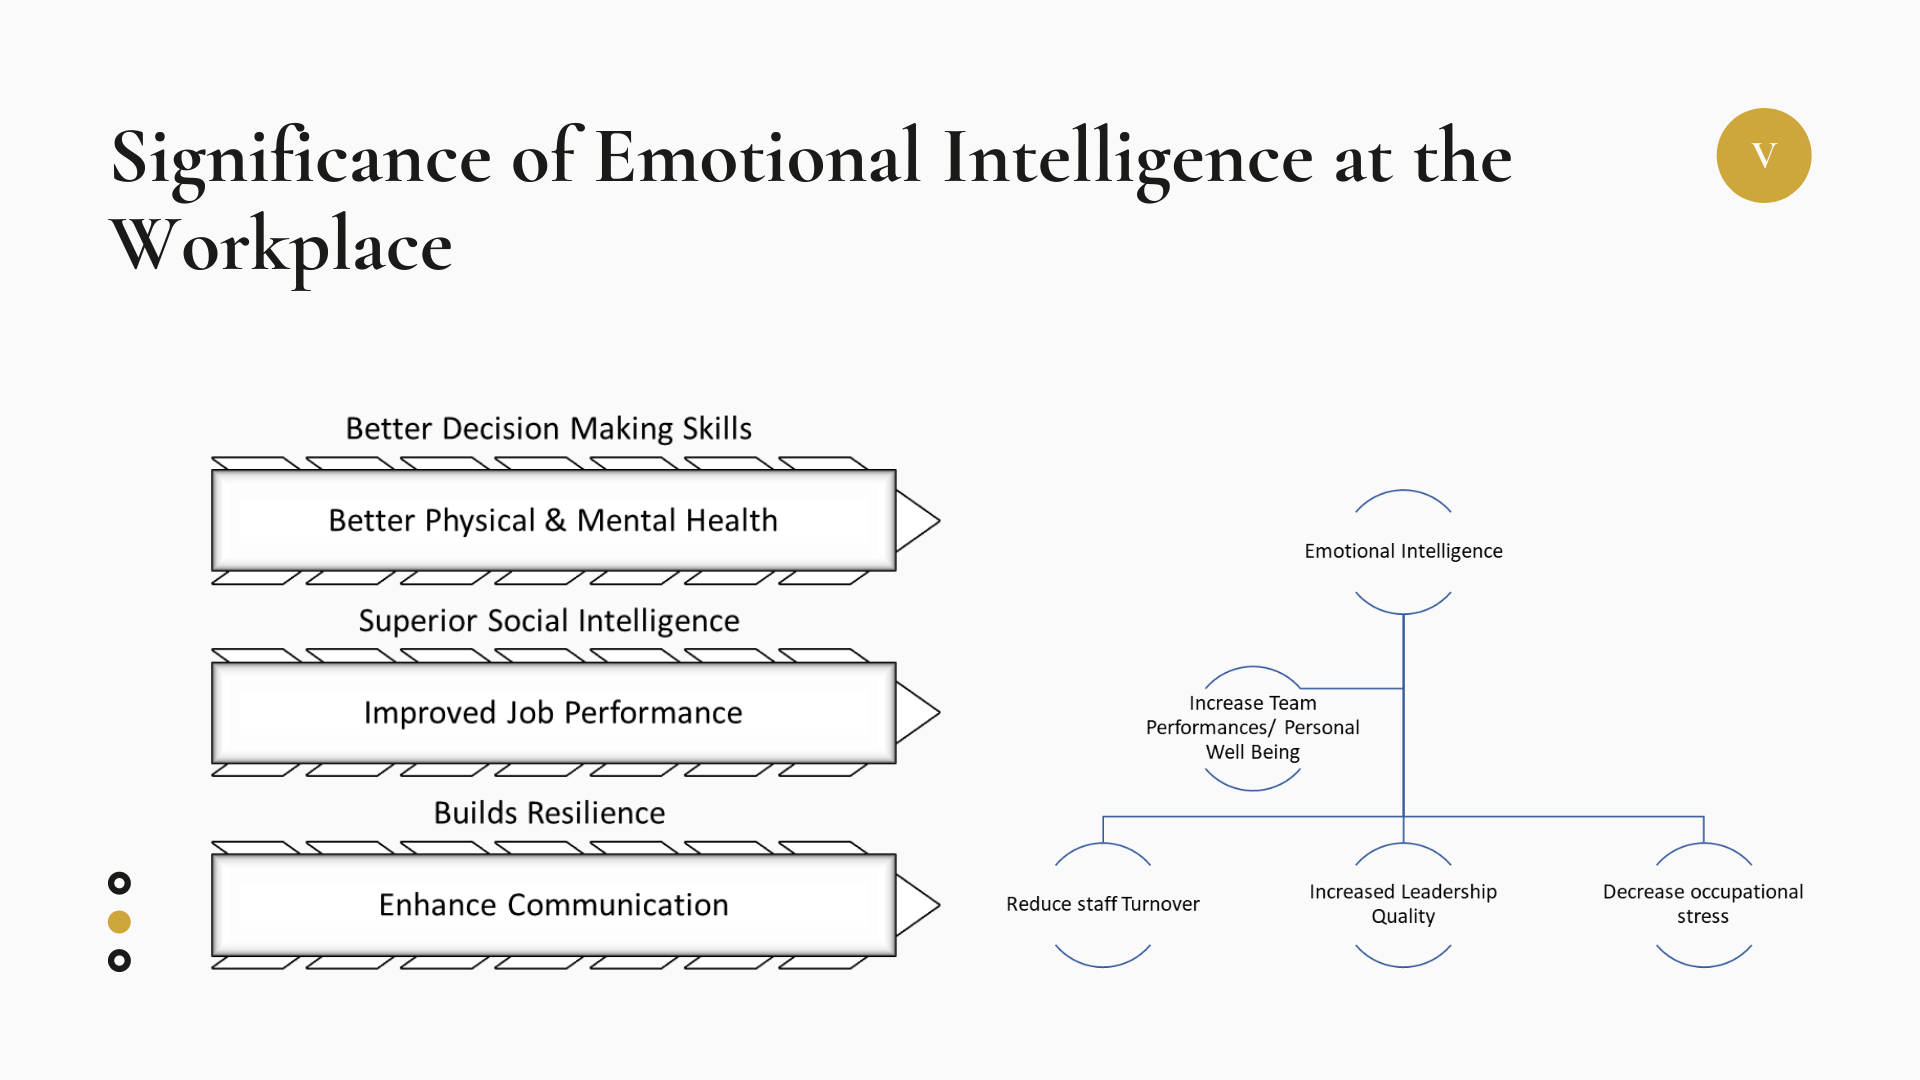 Significance of Emotional Intelligence at the
Workplace
V
Better Decision Making Skills
Better Physical & Mental Health
Superior Social Intelligence
Improved Job Performance
Builds Resilience
Enhance Communication
Emotional Intelligence
Increase Team
Performances/ Personal
Well Being
Reduce staff Turnover
Increased Leadership
Quality
Decrease occupational
stress